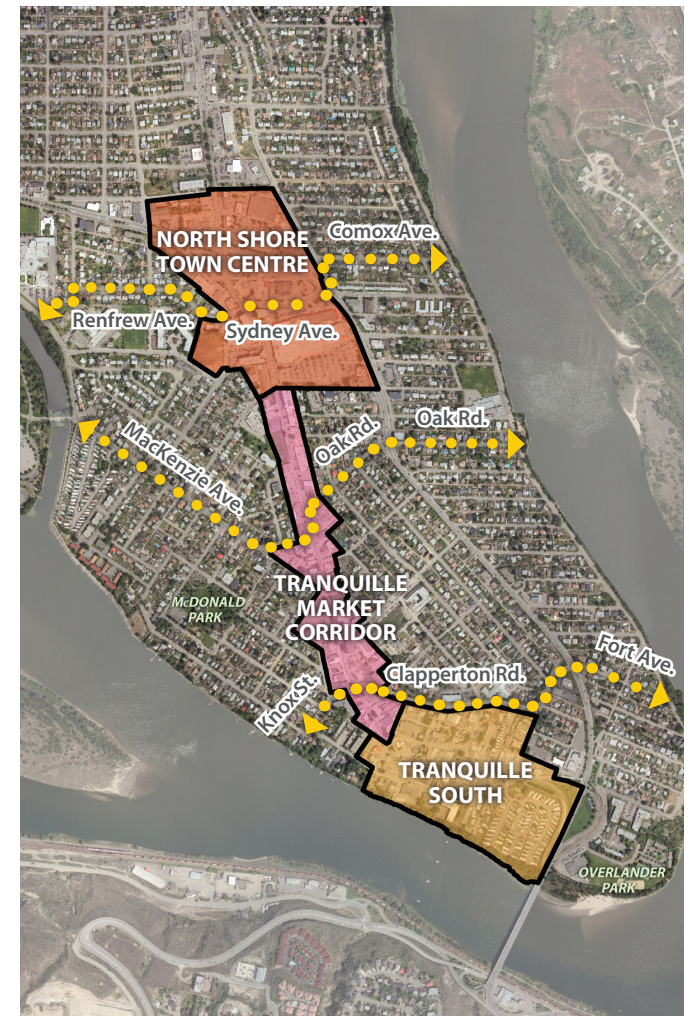 Comox Ave.
NORTH SHORE
TOWN CENTRE
Renfrew Ave.
Sydney Ave.
Oak Rd.
Oak Rd.
MacKenzie Ave.
TRANQUILLE
MARKET
CORRIDOR
McDONALD
PARK
Fort Ave.
Clapperton Rd.
Knox St.
TRANQUILLE
SOUTH
OVERLANDER
PARK